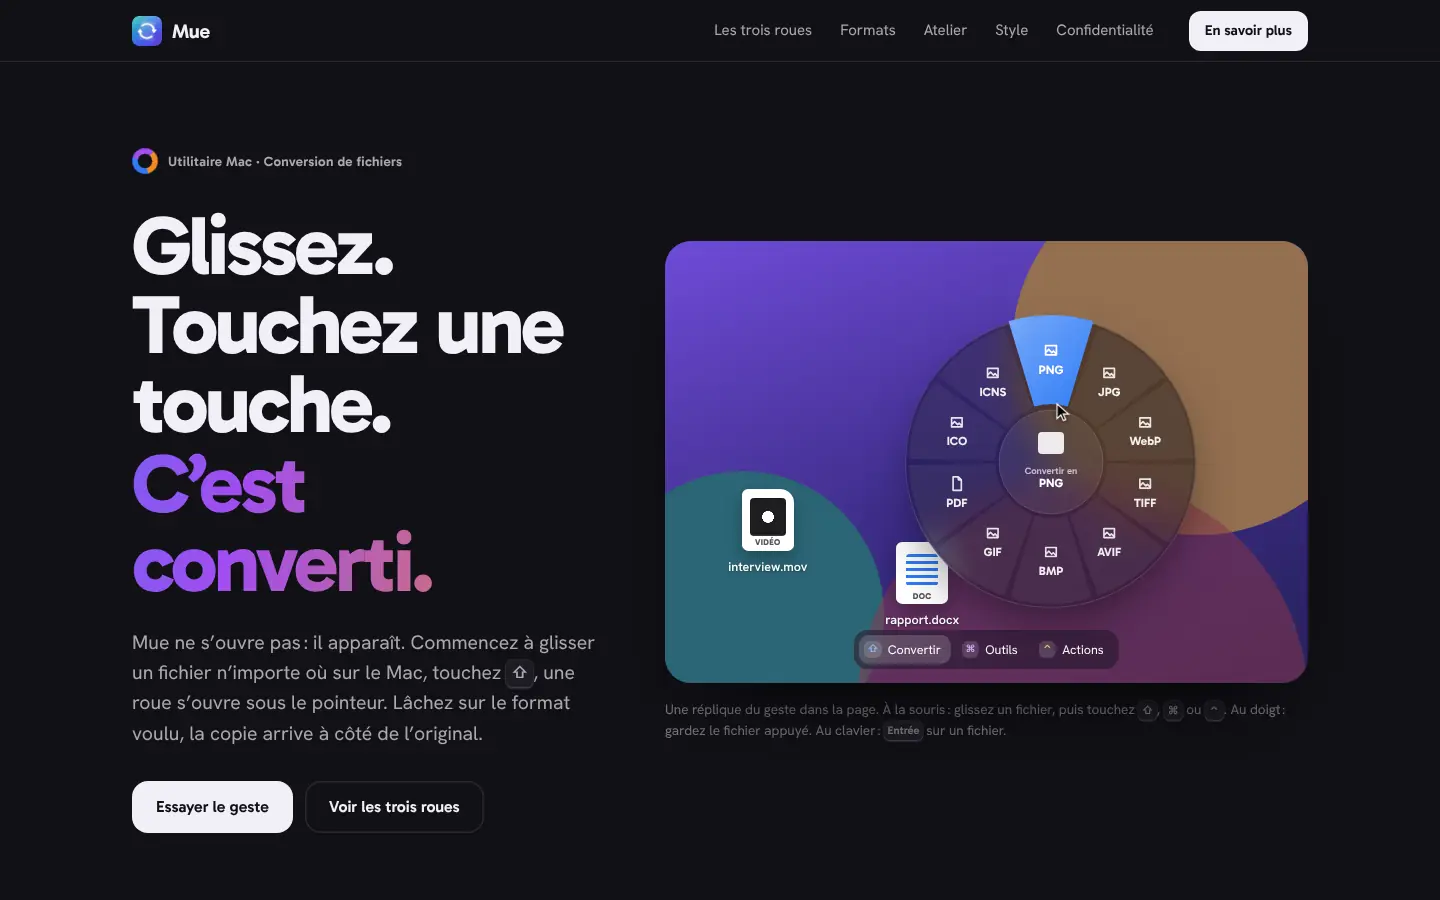 Mue
Les trois roues
Formats
Atelier
Style
Confidentialité
En savoir plus
Utilitaire Mac · Conversion de fichiers
Glissez.
Touchez une
touche.
C’est
converti.
Mue ne s’ouvre pas : il apparaît. Commencez à glisser
un fichier n’importe où sur le Mac, touchez ⇧, une
roue s’ouvre sous le pointeur. Lâchez sur le format
voulu, la copie arrive à côté de l’original.
Essayer le geste
Voir les trois roues
PNG
JPG
WebP
TIFF
AVIF
BMP
GIF
PDF
ICO
ICNS
Convertir en
PNG
VIDÉO
interview.mov
DOC
rapport.docx
⇧ Convertir
⌘ Outils
⌃ Actions
Une réplique du geste dans la page. À la souris : glissez un fichier, puis touchez ⇧, ⌘ ou ⌃. Au doigt :
gardez le fichier appuyé. Au clavier : Entrée sur un fichier.